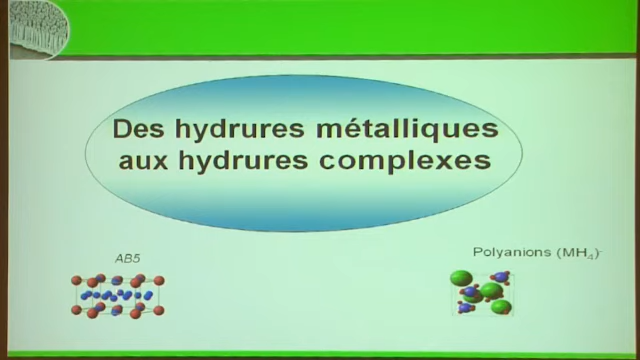 Des hydrures métalliques
aux hydrures complexes
AB5
Polyanions (MH₄)⁻